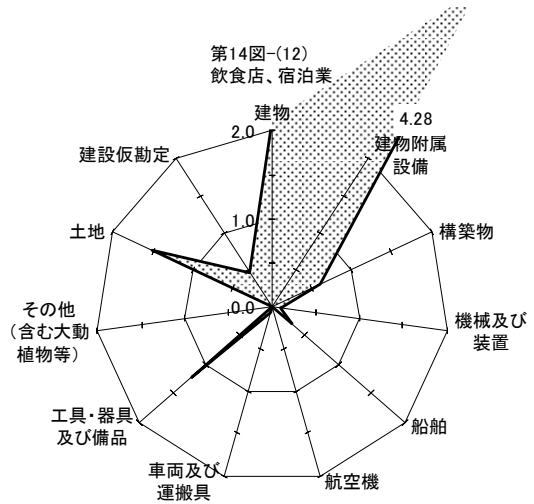 第14図-(12)
飲食店、宿泊業
建物
4.28
2.0
建物附属
設備
建設仮勘定
1.0
土地
構築物
0.0
その他
(含む大動
植物等)
機械及び
装置
工具・器具
及び備品
船舶
車両及び
運搬具
航空機